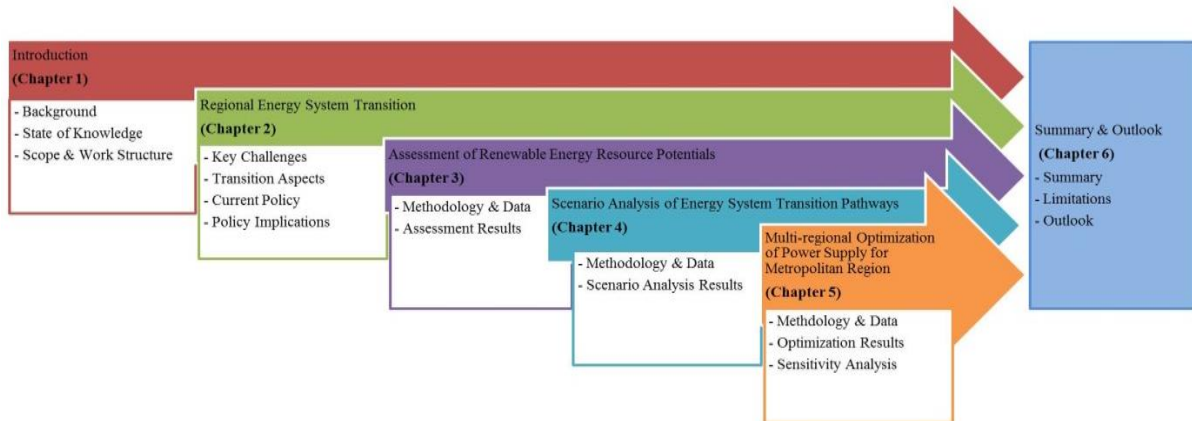 Introduction
(Chapter 1)
- Background
- State of Knowledge
- Scope & Work Structure
Regional Energy System Transition
(Chapter 2)
- Key Challenges
- Transition Aspects
- Current Policy
- Policy Implications
Assessment of Renewable Energy Resource Potentials
(Chapter 3)
- Methodology & Data
- Assessment Results
Scenario Analysis of Energy System Transition Pathways
(Chapter 4)
- Methodology & Data
- Scenario Analysis Results
Multi-regional Optimization
of Power Supply for
Metropolitan Region
(Chapter 5)
- Methdology & Data
- Optimization Results
- Sensitivity Analysis
Summary & Outlook
(Chapter 6)
- Summary
- Limitations
- Outlook